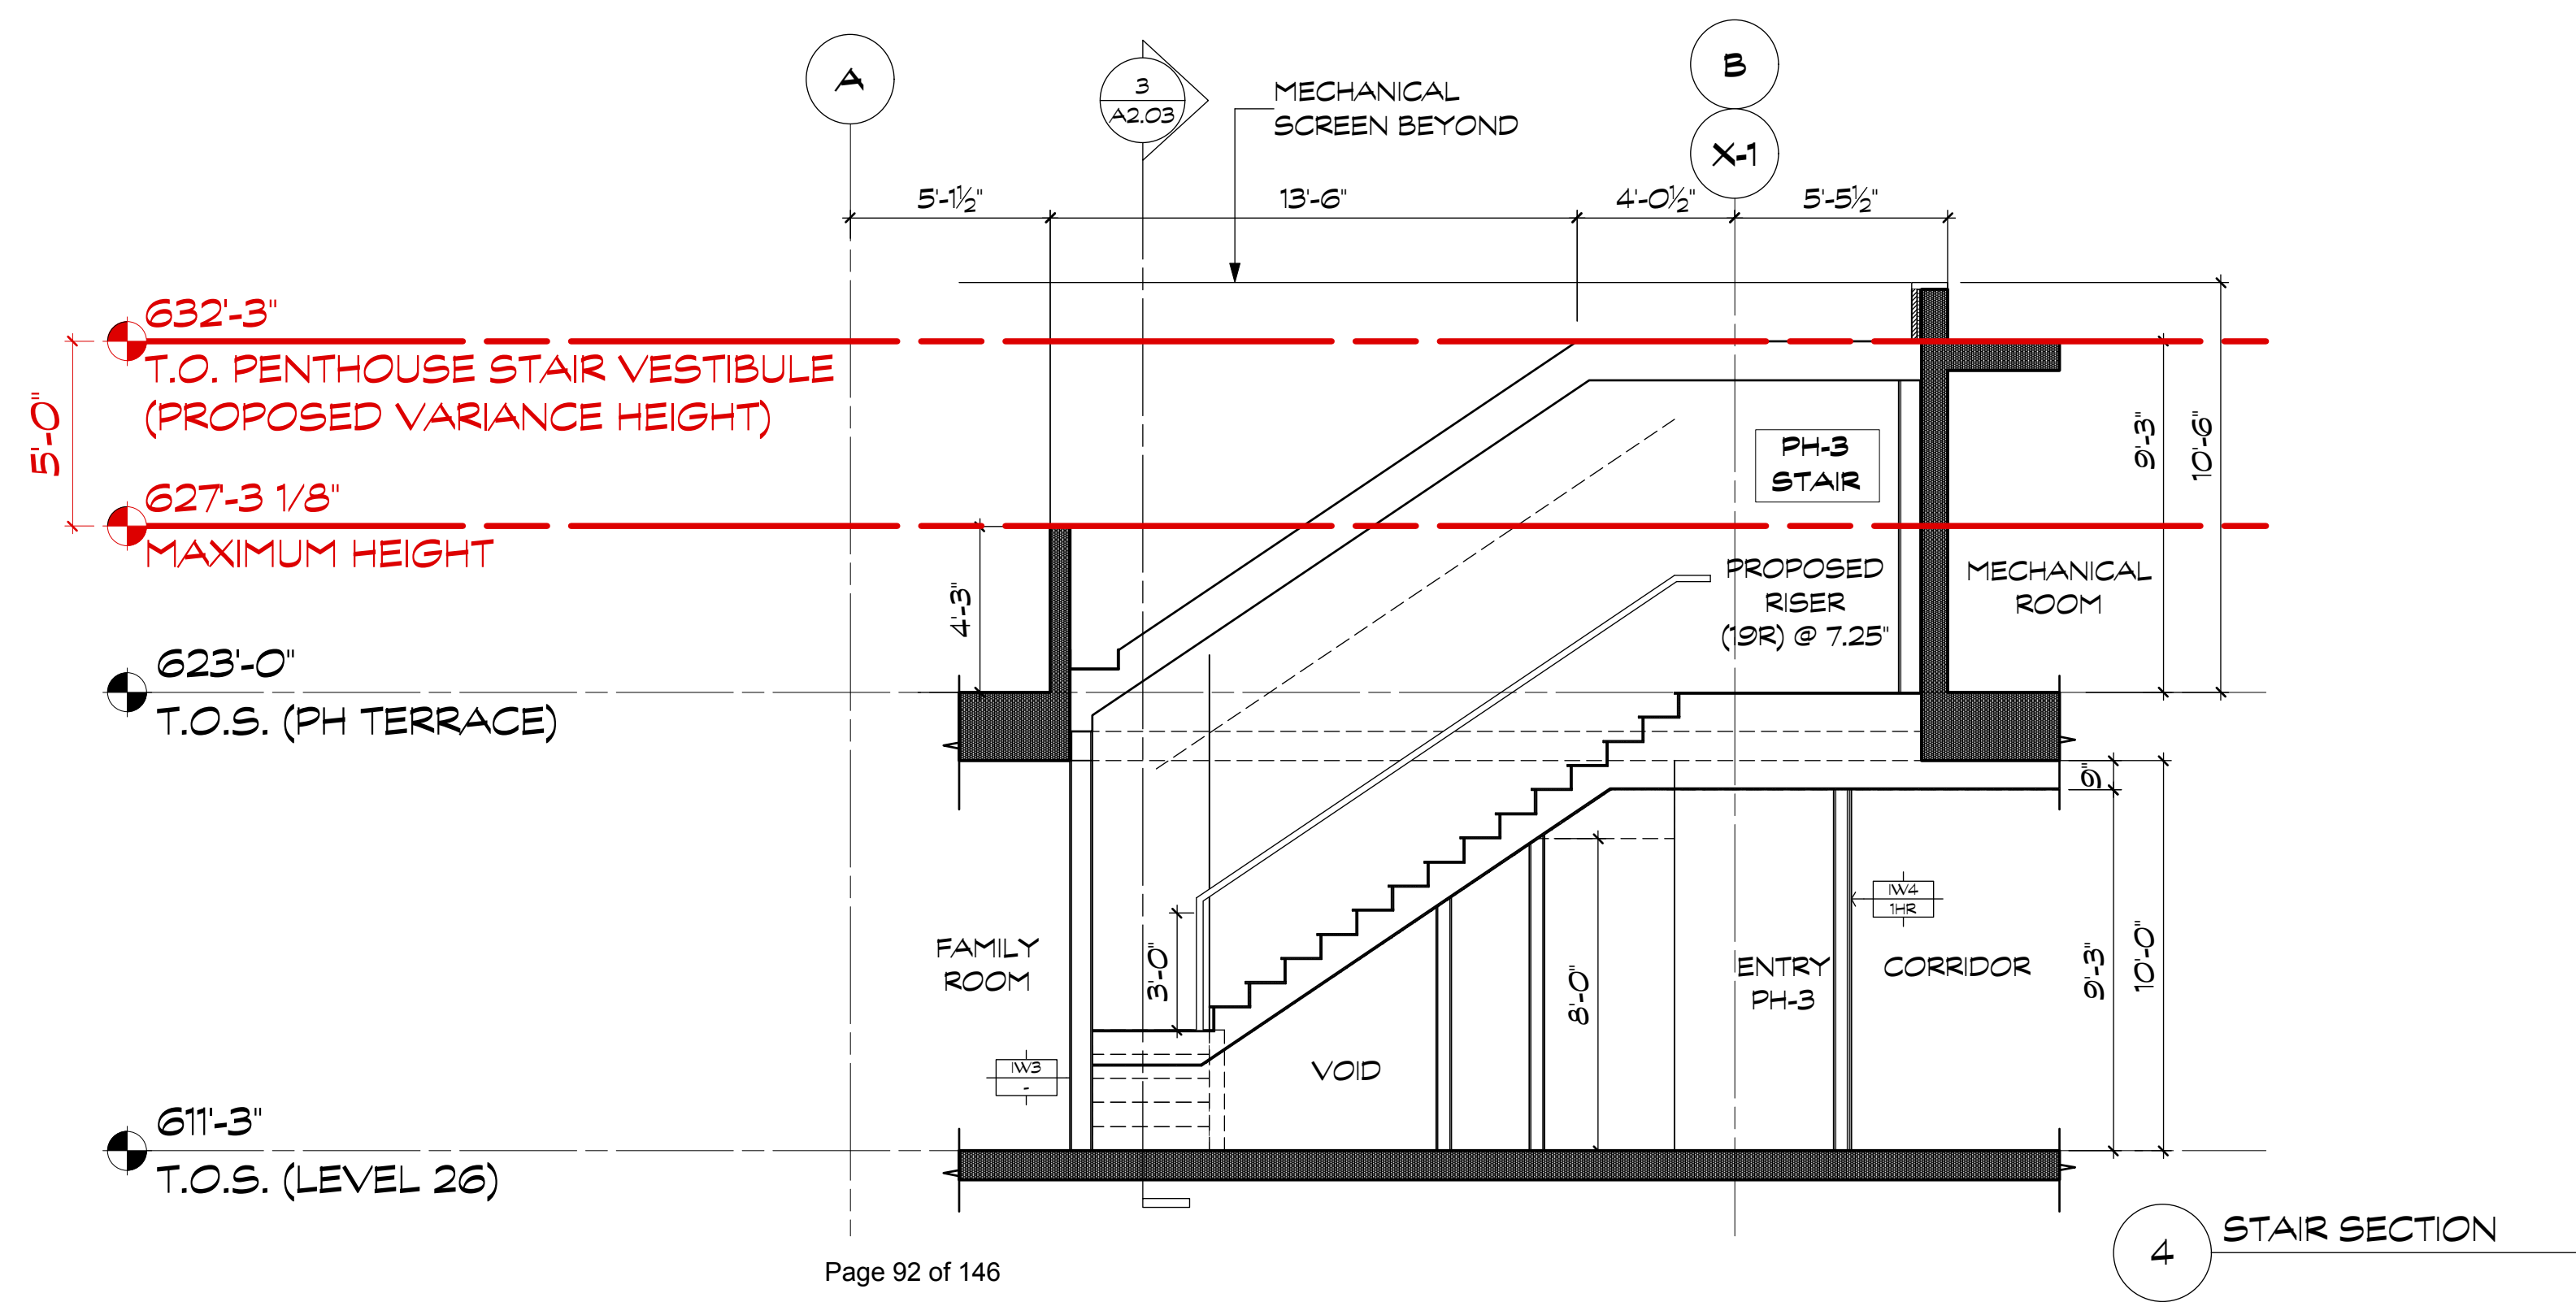 A
3
A2.03
MECHANICAL
SCREEN BEYOND
B
X-1
5'-1½"
13'-6"
4'-0½"
5'-5½"
632'-3"
T.O. PENTHOUSE STAIR VESTIBULE
(PROPOSED VARIANCE HEIGHT)
5'-0"
627'-3 1/8"
MAXIMUM HEIGHT
PH-3
STAIR
9'-3"
10'-6"
4'-3"
PROPOSED
RISER
(19R) @ 7.25"
MECHANICAL
ROOM
623'-0"
T.O.S. (PH TERRACE)
9"
IW4
1HR
FAMILY
ROOM
3'-0"
8'-0"
ENTRY
PH-3
CORRIDOR
9'-3"
10'-0"
IW3
-
VOID
611'-3"
T.O.S. (LEVEL 26)
4
STAIR SECTION
Page 92 of 146